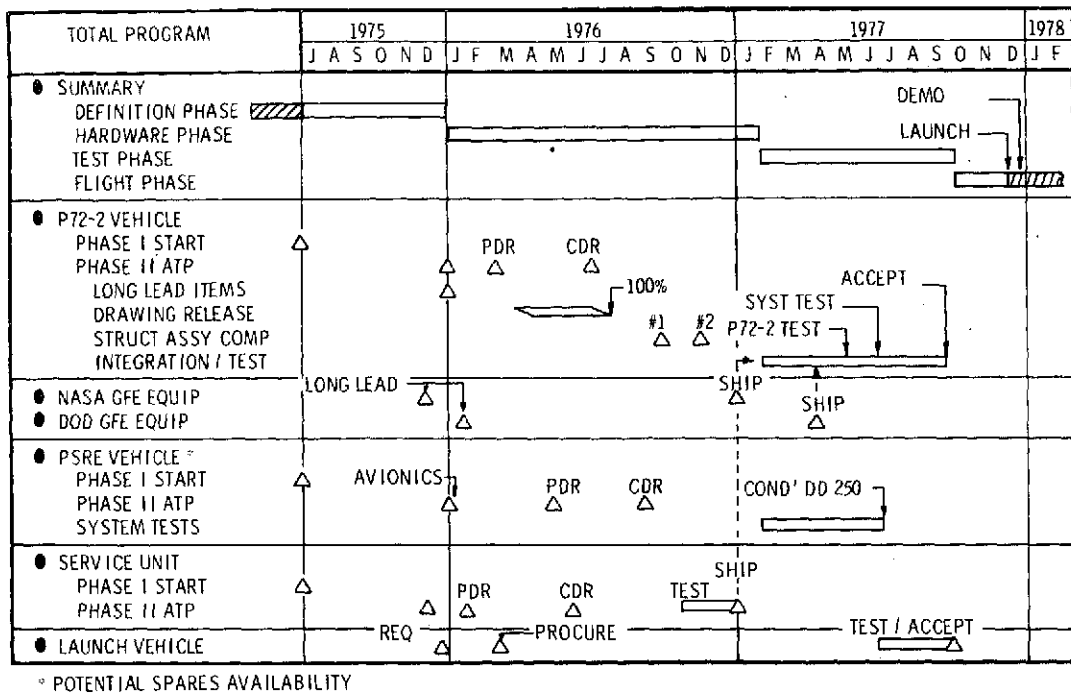 TOTAL PROGRAM
1975 1976 1977 1978
J A S O N D J F M A M J J A S O N D J F M A M J J A S O N D J F
● SUMMARY
DEMO
DEFINITION PHASE
HARDWARE PHASE
LAUNCH
TEST PHASE
FLIGHT PHASE
● P72-2 VEHICLE
PHASE I START
PDR CDR
PHASE II ATP
ACCEPT
LONG LEAD ITEMS
100%
SYST TEST
DRAWING RELEASE
#1 #2 P72-2 TEST
STRUCT ASSY COMP
INTEGRATION / TEST
LONG LEAD SHIP
● NASA GFE EQUIP
SHIP
● DOD GFE EQUIP
● PSRE VEHICLE *
PHASE I START
AVIONICS
PDR CDR COND' DD 250
PHASE II ATP
SYSTEM TESTS
● SERVICE UNIT
SHIP
PHASE I START
PDR CDR TEST
PHASE II ATP
REQ PROCURE TEST / ACCEPT
● LAUNCH VEHICLE
* POTENTIAL SPARES AVAILABILITY